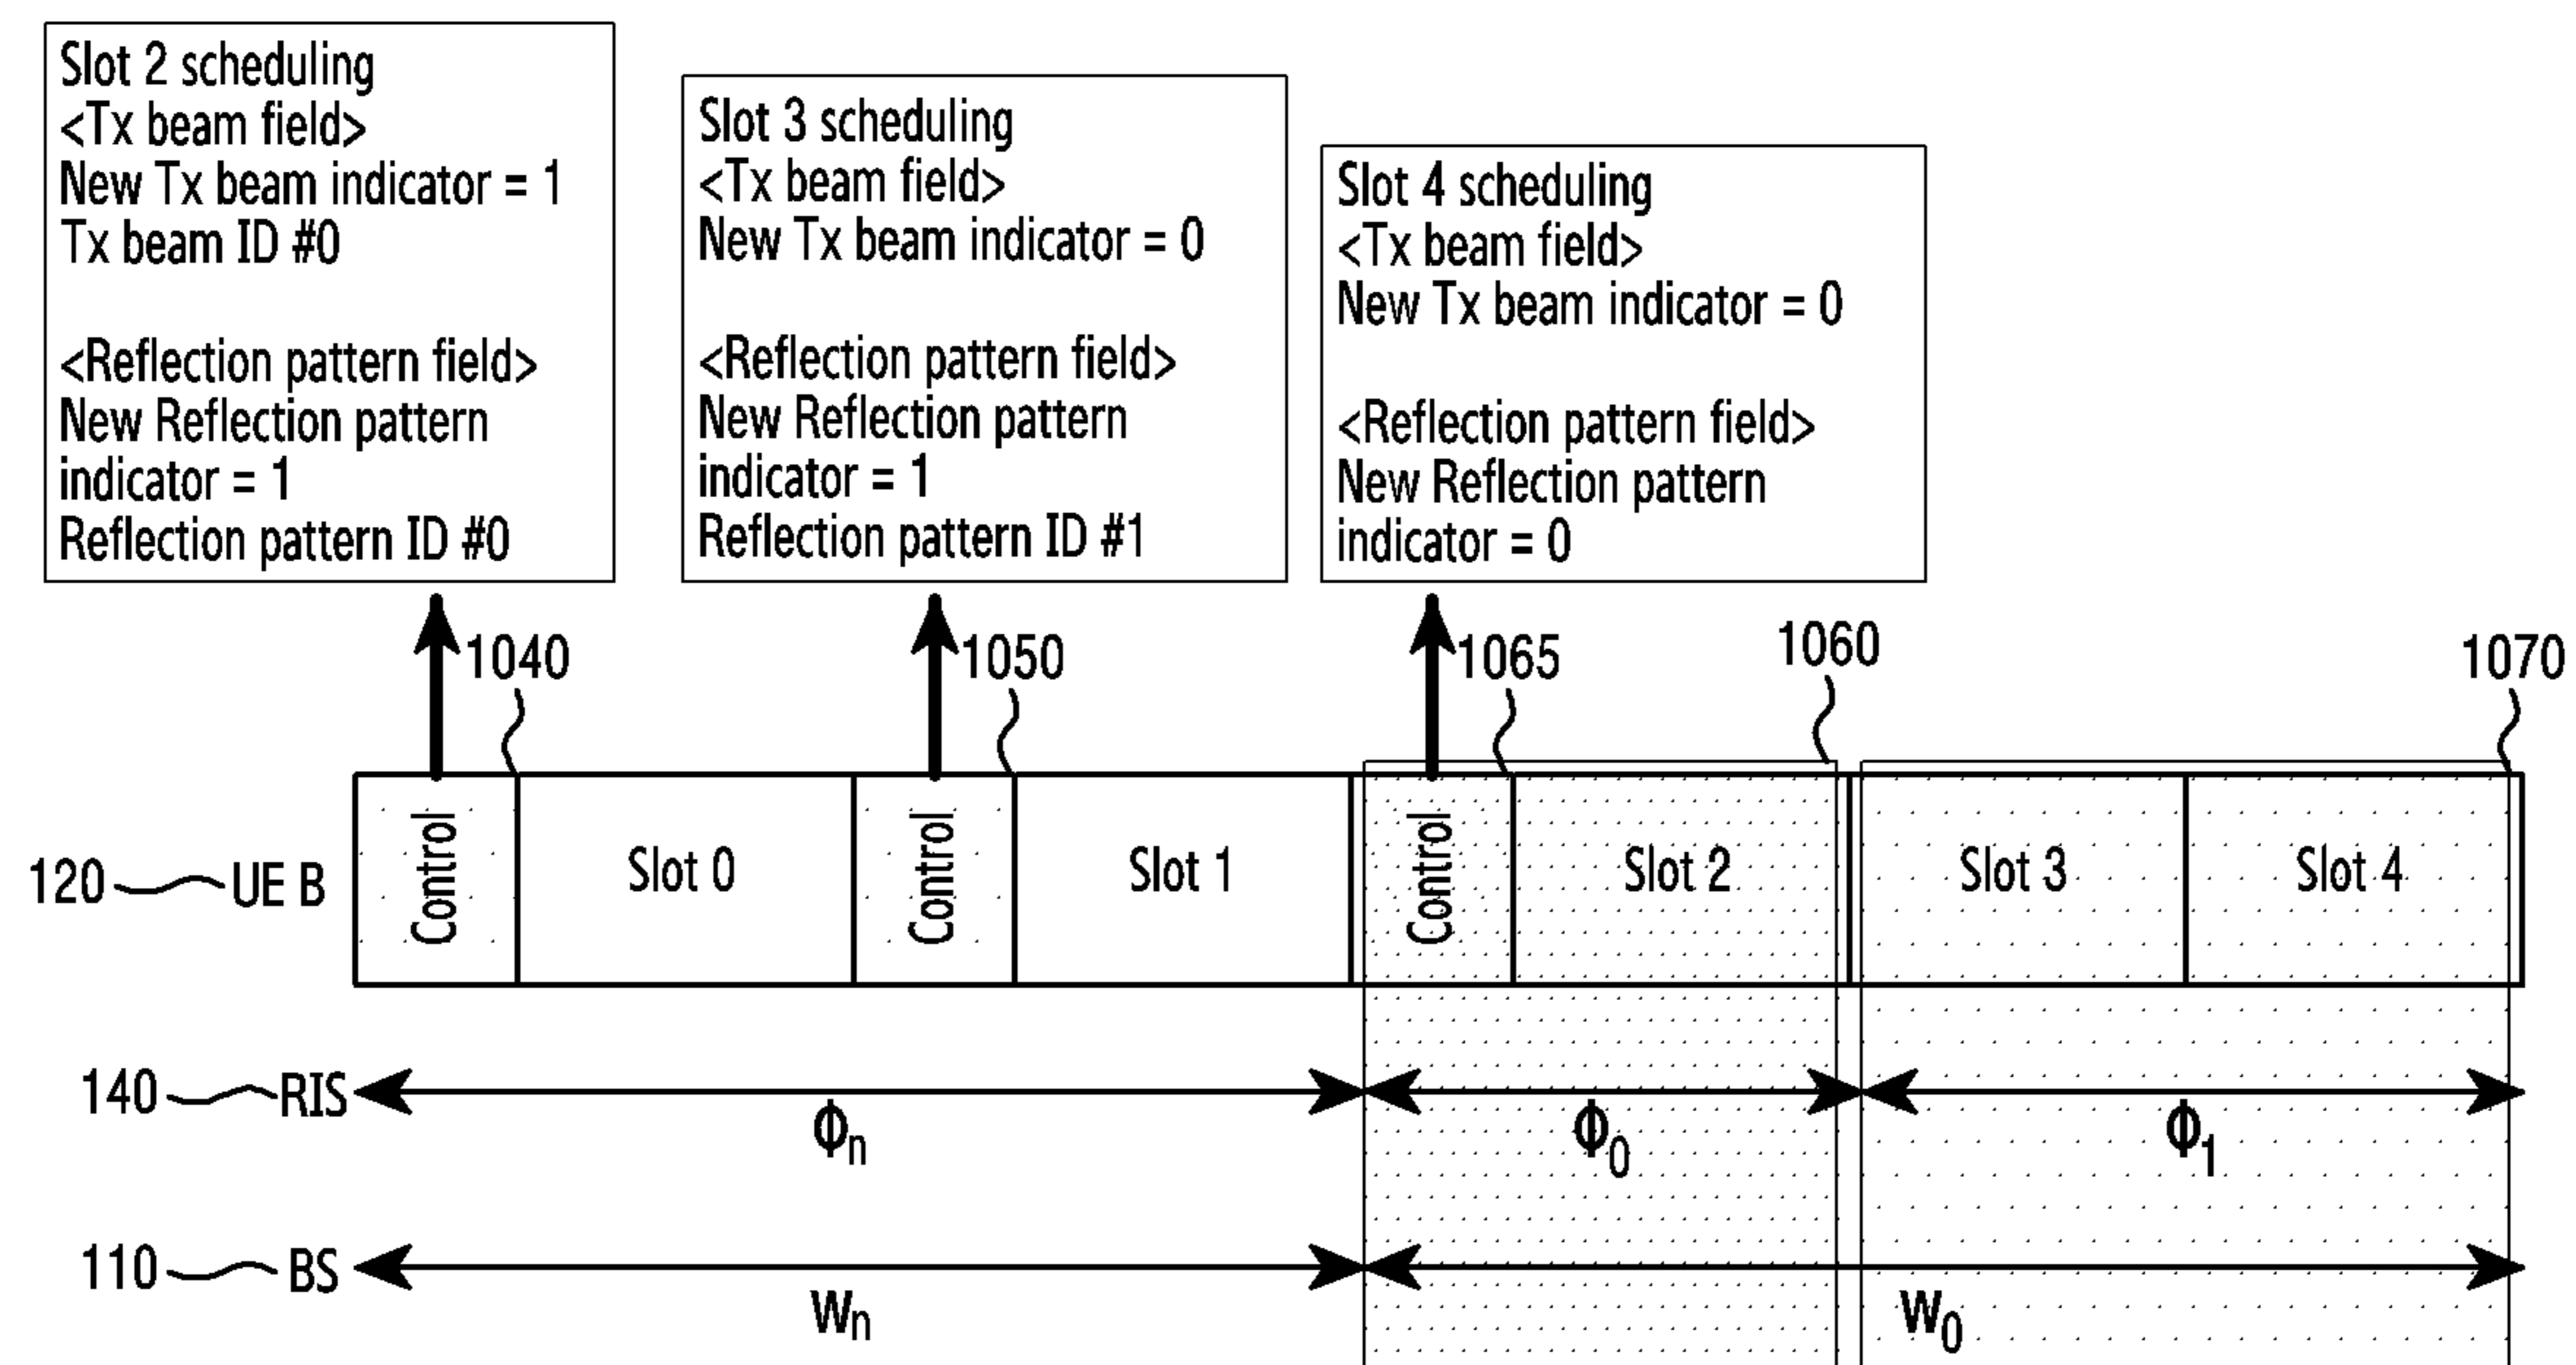 Slot 2 scheduling
<Tx beam field>
New Tx beam indicator = 1
Tx beam ID #0
<Reflection pattern field>
New Reflection pattern
indicator = 1
Reflection pattern ID #0
Slot 3 scheduling
<Tx beam field>
New Tx beam indicator = 0
<Reflection pattern field>
New Reflection pattern
indicator = 1
Reflection pattern ID #1
Slot 4 scheduling
<Tx beam field>
New Tx beam indicator = 0
<Reflection pattern field>
New Reflection pattern
indicator = 0
1040
1050
1065
1060
1070
120 UE B
Control
Slot 0
Control
Slot 1
Control
Slot 2
Slot 3
Slot 4
140 RIS
Φn
Φ0
Φ1
110 BS
Wn
W0